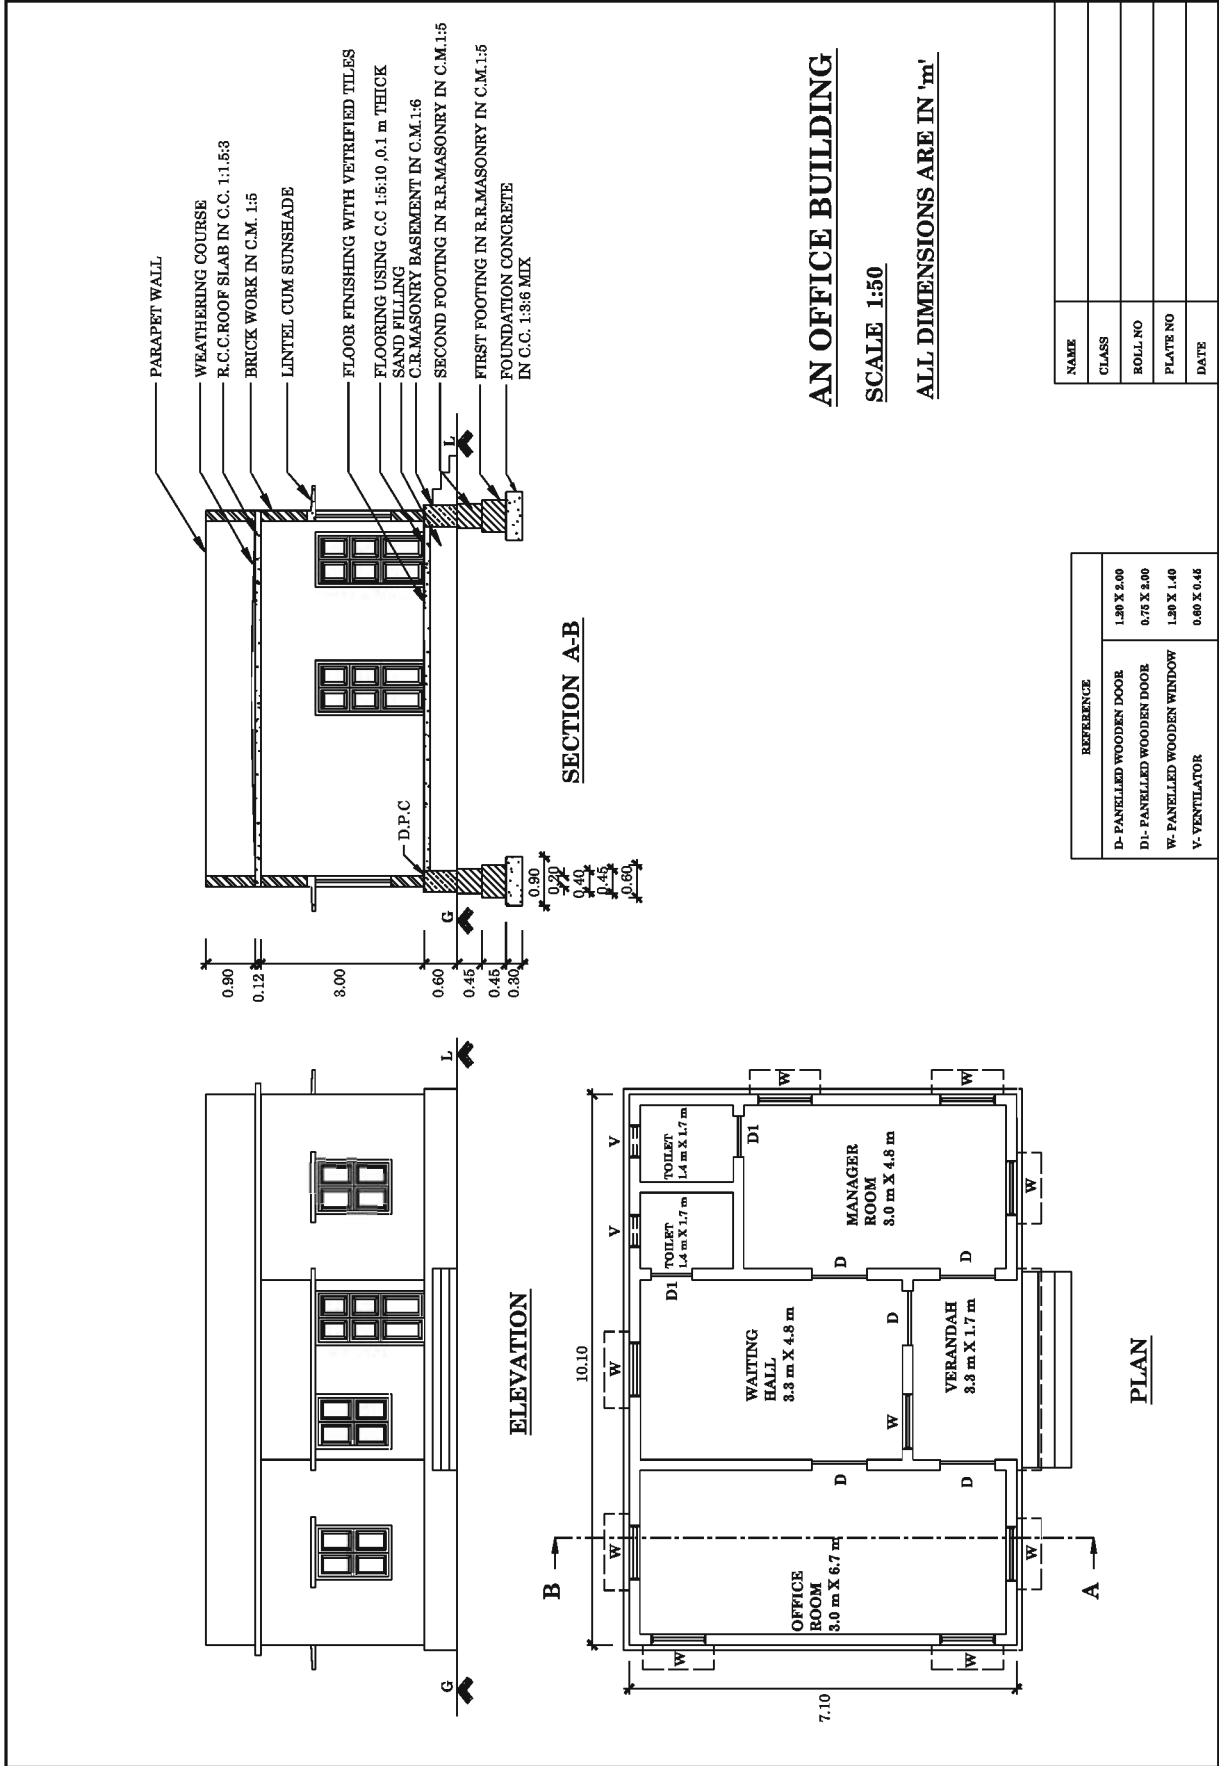 PARAPET WALL
WEATHERING COURSE
R.C.C.ROOF SLAB IN C.C. 1:1.5:3
BRICK WORK IN C.M. 1:5
LINTEL CUM SUNSHADE
FLOOR FINISHING WITH VETRIFIED TILES
FLOORING USING C.C 1:5:10 ,0.1 m THICK
SAND FILLING
C.R.MASONRY BASEMENT IN C.M.1:6
SECOND FOOTING IN R.R.MASONRY IN C.M.1:5
FIRST FOOTING IN R.R.MASONRY IN C.M.1:5
FOUNDATION CONCRETE
IN C.C. 1:3:6 MIX
D.P.C
G
L
0.90
0.12
3.00
0.60
0.45
0.45
0.30
0.90
0.20
0.40
0.45
0.60
SECTION A-B
G
L
ELEVATION
10.10
7.10
B
A
W
W
V
V
TOILET
1.4 m X 1.7 m
TOILET
1.4 m X 1.7 m
D1
D1
W
W
WAITING
HALL
3.3 m X 4.8 m
MANAGER
ROOM
3.0 m X 4.8 m
OFFICE
ROOM
3.0 m X 6.7 m
D
D
D
W
VERANDAH
3.3 m X 1.7 m
D
D
W
W
W
W
PLAN
AN OFFICE BUILDING
SCALE 1:50
ALL DIMENSIONS ARE IN 'm'
REFERENCE
D- PANELLED WOODEN DOOR 1.20 X 2.00
D1- PANELLED WOODEN DOOR 0.75 X 2.00
W- PANELLED WOODEN WINDOW 1.20 X 1.40
V- VENTILATOR 0.60 X 0.45
NAME
CLASS
ROLL NO
PLATE NO
DATE